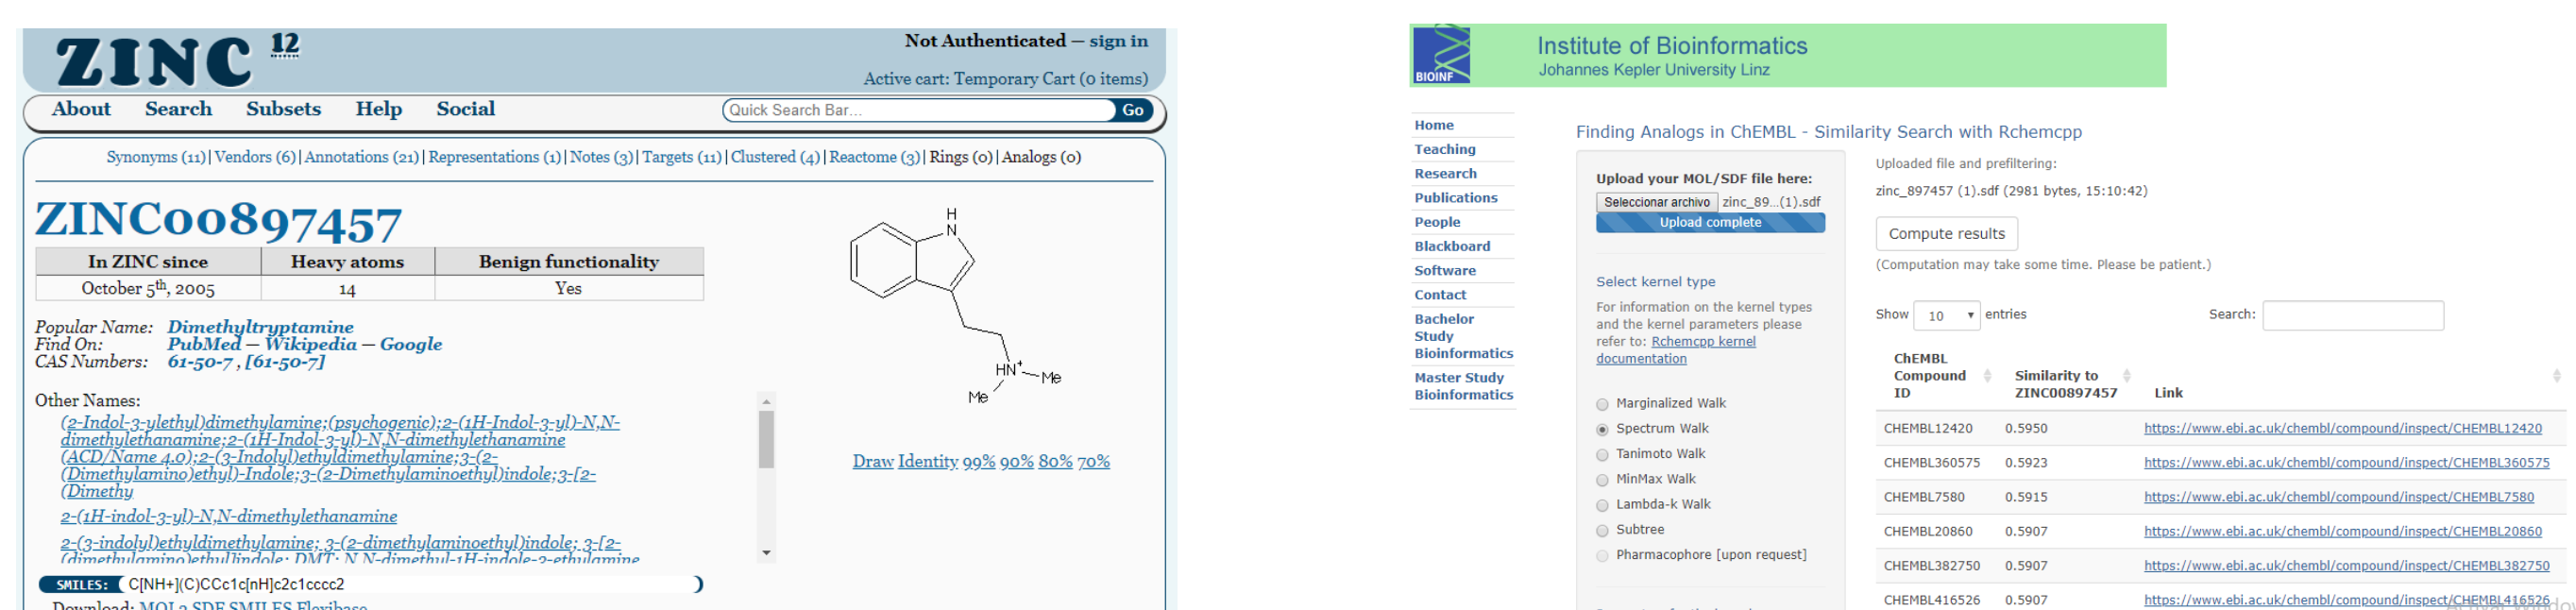 ZINC 12
Not Authenticated — sign in
Active cart: Temporary Cart (0 items)
About Search Subsets Help Social
Quick Search Bar... Go
Synonyms (11)| Vendors (6)| Annotations (21)| Representations (1)| Notes (3)| Targets (11)| Clustered (4)| Reactome (3)| Rings (0)| Analogs (0)
ZINC00897457
In ZINC since Heavy atoms Benign functionality
October 5th, 2005 14 Yes
Popular Name: Dimethyltryptamine
Find On: PubMed — Wikipedia — Google
CAS Numbers: 61-50-7 , [61-50-7]
Other Names:
(2-Indol-3-ylethyl)dimethylamine;(psychogenic);2-(1H-Indol-3-yl)-N,N-
dimethylethanamine;2-(1H-Indol-3-yl)-N,N-dimethylethanamine
(ACD/Name 4.0);2-(3-Indolyl)ethyldimethylamine;3-(2-
(Dimethylamino)ethyl)-Indole;3-(2-Dimethylaminoethyl)indole;3-[2-
(Dimethy
2-(1H-indol-3-yl)-N,N-dimethylethanamine
2-(3-indolyl)ethyldimethylamine; 3-(2-dimethylaminoethyl)indole; 3-[2-
(dimethylamino)ethyl]indole; DMT; N,N-dimethyl-1H-indole-3-ethylamine
SMILES: C[NH+](C)CCc1c[nH]c2c1cccc2
Download: MOL2 SDF SMILES Flexibase
H
N
HN+
Me
Me
Draw Identity 99% 90% 80% 70%
BIOINF
Institute of Bioinformatics
Johannes Kepler University Linz
Home
Teaching
Research
Publications
People
Blackboard
Software
Contact
Bachelor
Study
Bioinformatics
Master Study
Bioinformatics
Finding Analogs in ChEMBL - Similarity Search with Rchemcpp
Upload your MOL/SDF file here:
Seleccionar archivo zinc_89...(1).sdf
Upload complete
Select kernel type
For information on the kernel types
and the kernel parameters please
refer to: Rchemcpp kernel
documentation
Marginalized Walk
Spectrum Walk
Tanimoto Walk
MinMax Walk
Lambda-k Walk
Subtree
Pharmacophore [upon request]
Uploaded file and prefiltering:
zinc_897457 (1).sdf (2981 bytes, 15:10:42)
Compute results
(Computation may take some time. Please be patient.)
Show 10 entries Search:
ChEMBL
Compound
ID
Similarity to
ZINC00897457
Link
CHEMBL12420 0.5950 https://www.ebi.ac.uk/chembl/compound/inspect/CHEMBL12420
CHEMBL360575 0.5923 https://www.ebi.ac.uk/chembl/compound/inspect/CHEMBL360575
CHEMBL7580 0.5915 https://www.ebi.ac.uk/chembl/compound/inspect/CHEMBL7580
CHEMBL20860 0.5907 https://www.ebi.ac.uk/chembl/compound/inspect/CHEMBL20860
CHEMBL382750 0.5907 https://www.ebi.ac.uk/chembl/compound/inspect/CHEMBL382750
CHEMBL416526 0.5907 https://www.ebi.ac.uk/chembl/compound/inspect/CHEMBL416526